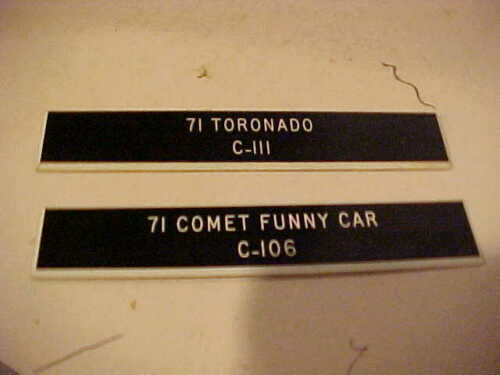 71 TORONADO
C-111
71 COMET FUNNY CAR
C-106